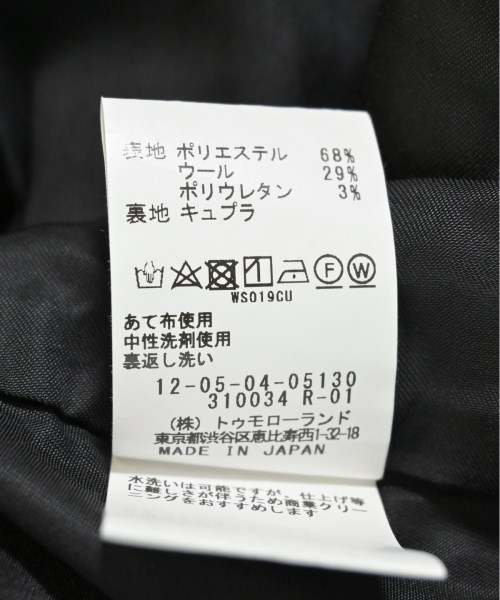 表地 ポリエステル 68%
ウール 29%
ポリウレタン 3%
裏地 キュプラ
F W
WS019CU
あて布使用
中性洗剤使用
裏返し洗い
12-05-04-05130
310034 R-01
(株) トゥモローランド
東京都渋谷区恵比寿西1-32-18
MADE IN JAPAN
水洗いは可能ですが、仕上げ等
に難しさが伴うため商業クリー
ニングをおすすめします